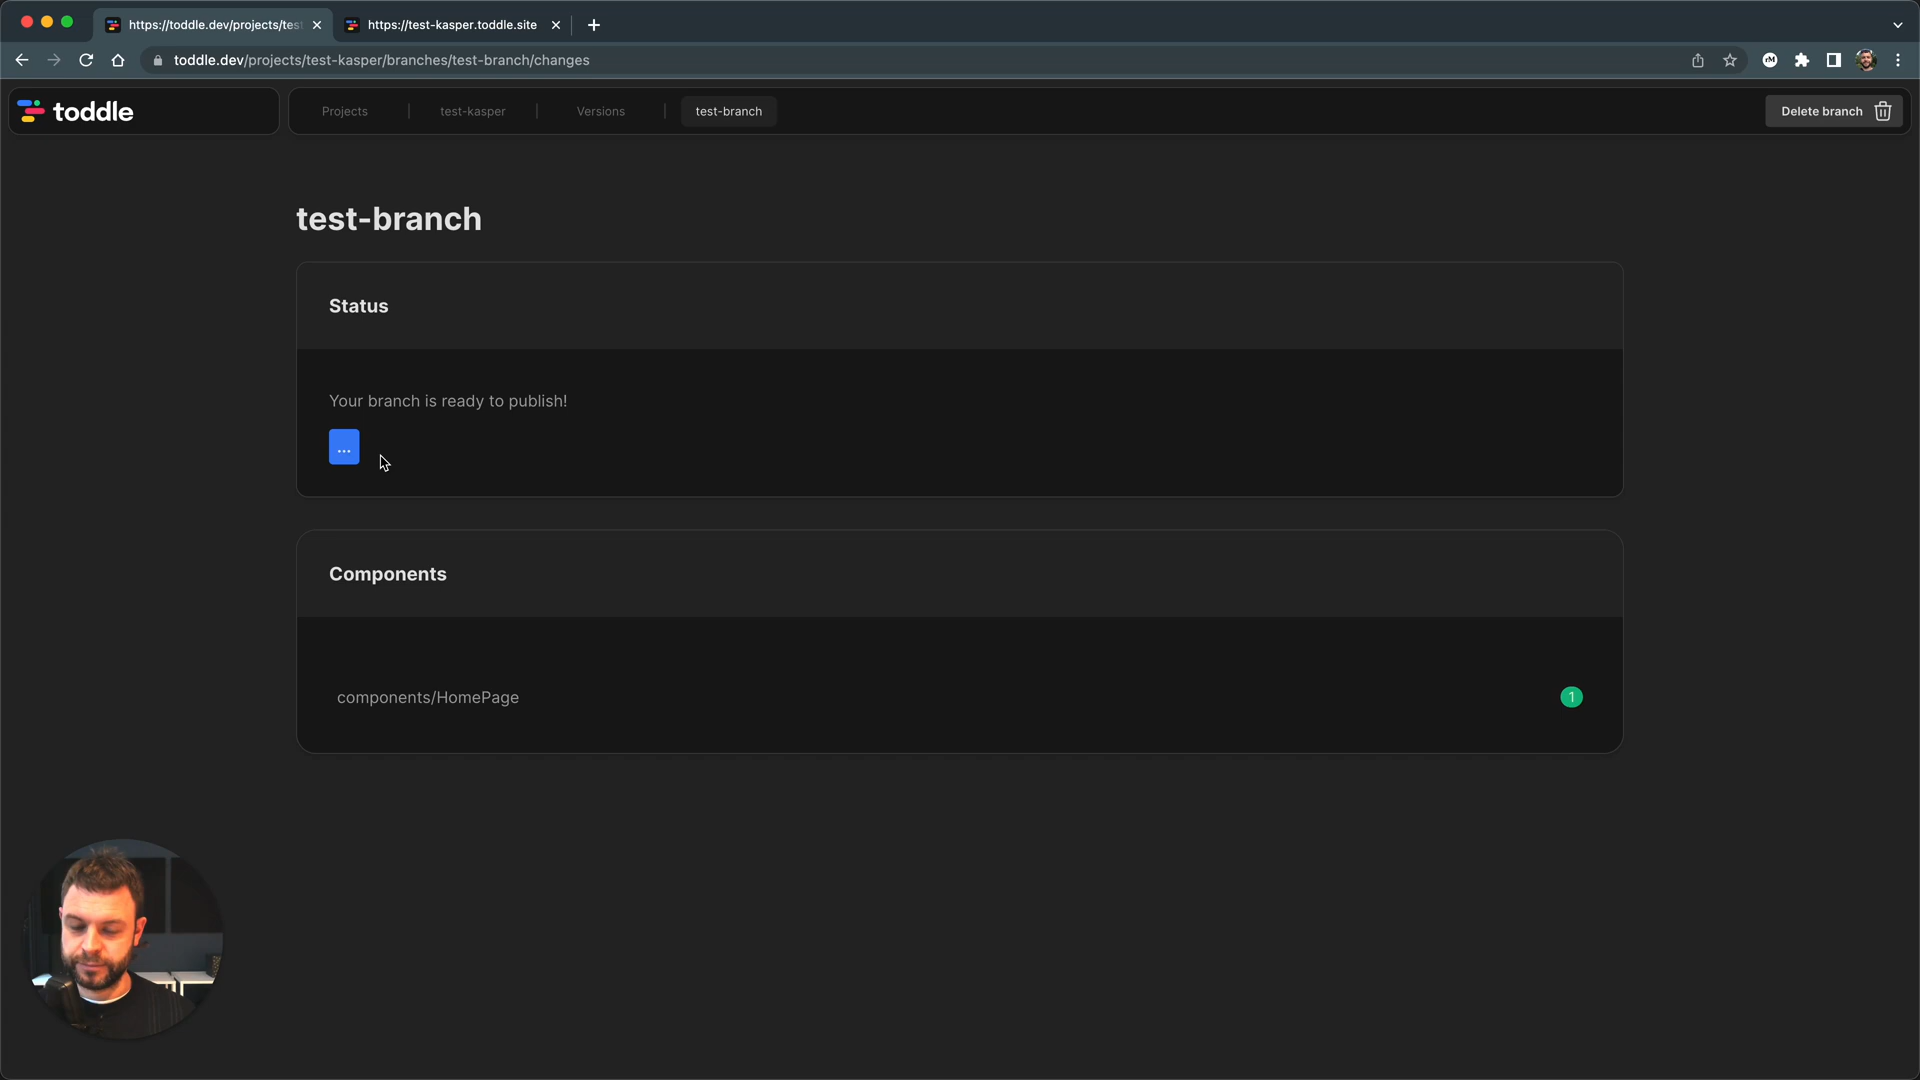 https://toddle.dev/projects/tes
https://test-kasper.toddle.site
toddle.dev/projects/test-kasper/branches/test-branch/changes
toddle
Projects | test-kasper | Versions | test-branch
Delete branch
test-branch
Status
Your branch is ready to publish!
...
Components
components/HomePage
1